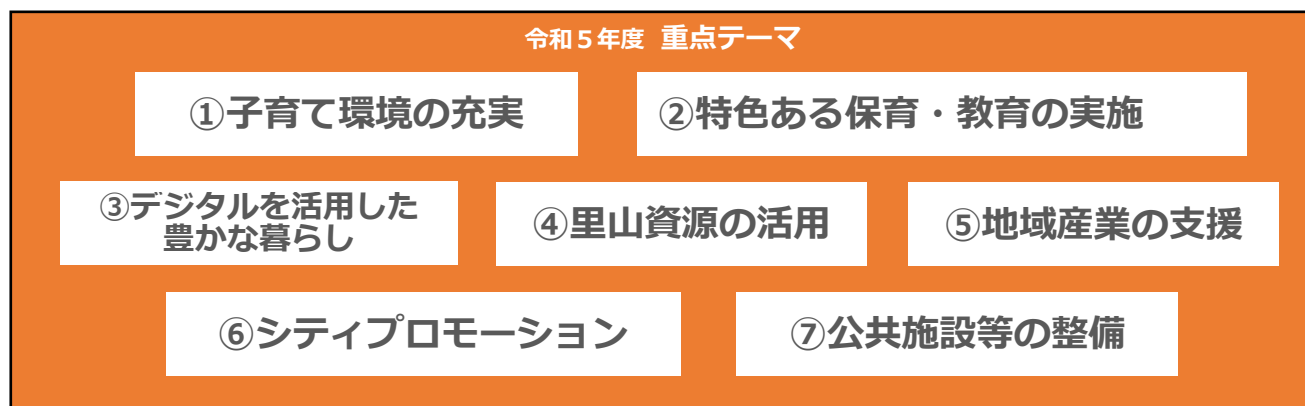 令和５年度 重点テーマ
①子育て環境の充実
②特色ある保育・教育の実施
③デジタルを活用した
豊かな暮らし
④里山資源の活用
⑤地域産業の支援
⑥シティプロモーション
⑦公共施設等の整備